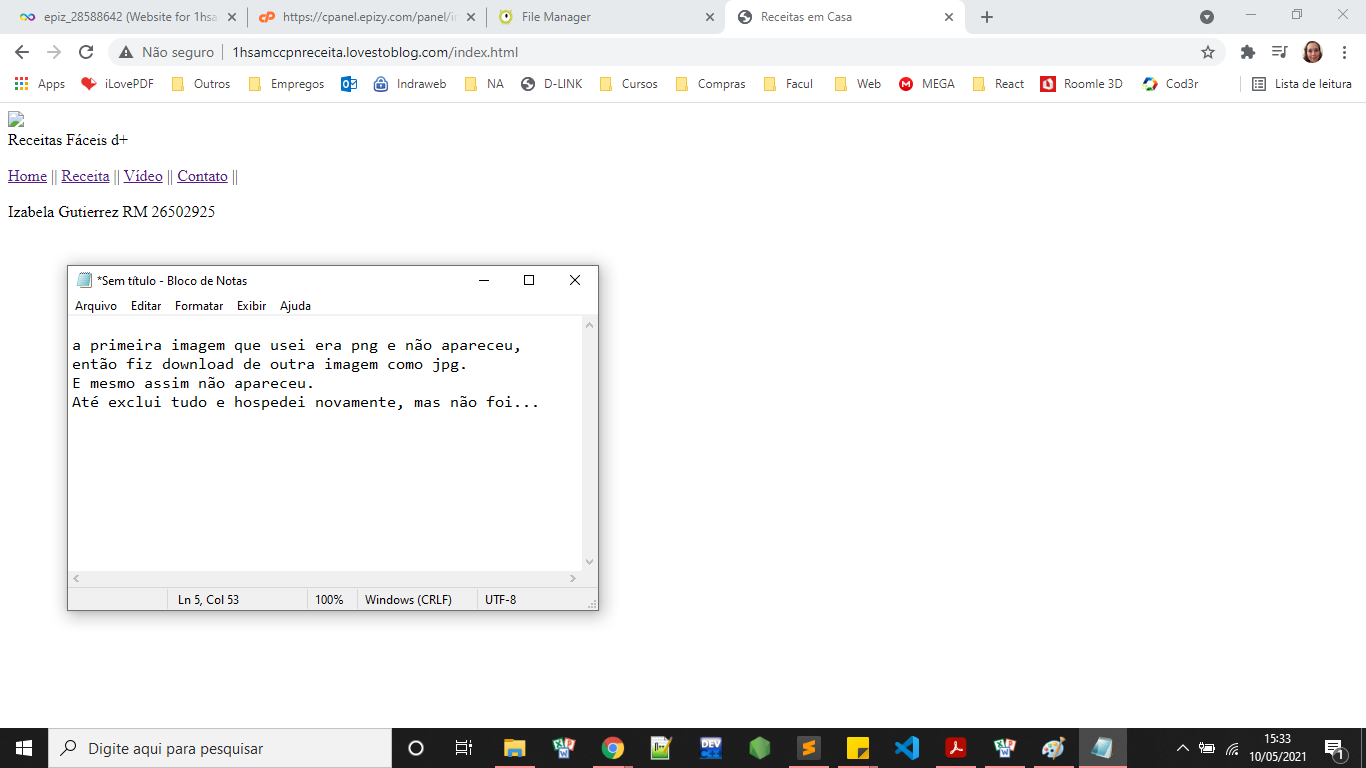 epiz_28588642 (Website for 1hsa
https://cpanel.epizy.com/panel/i
File Manager
Receitas em Casa
Não seguro
1hsamccpnreceita.lovestoblog.com/index.html
Apps
iLovePDF
Outros
Empregos
Indraweb
NA
D-LINK
Cursos
Compras
Facul
Web
MEGA
React
Roomle 3D
Cod3r
Lista de leitura
Receitas Fáceis d+
Home || Receita || Vídeo || Contato ||
Izabela Gutierrez RM 26502925
*Sem título - Bloco de Notas
Arquivo Editar Formatar Exibir Ajuda
a primeira imagem que usei era png e não apareceu,
então fiz download de outra imagem como jpg.
E mesmo assim não apareceu.
Até exclui tudo e hospedei novamente, mas não foi...
Ln 5, Col 53
100%
Windows (CRLF)
UTF-8
Digite aqui para pesquisar
DEV
15:33
10/05/2021
1